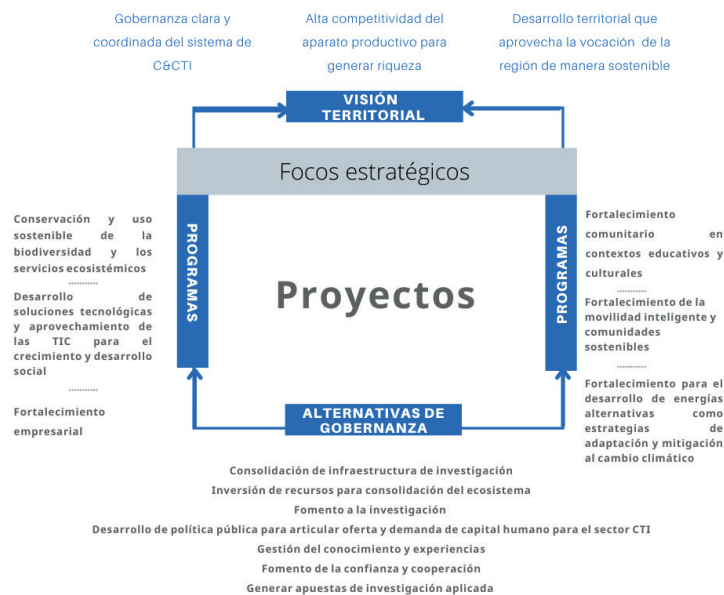 Gobernanza clara y
coordinada del sistema de
C&CTI
Alta competitividad del
aparato productivo para
generar riqueza
Desarrollo territorial que
aprovecha la vocación de la
región de manera sostenible
VISIÓN
TERRITORIAL
Focos estratégicos
PROGRAMAS
Conservación y uso
sostenible de la
biodiversidad y los
servicios ecosistémicos
Desarrollo de
soluciones tecnológicas
y aprovechamiento de
las TIC para el
crecimiento y desarrollo
social
Fortalecimiento
empresarial
Proyectos
PROGRAMAS
Fortalecimiento
comunitario en
contextos educativos y
culturales
Fortalecimiento de la
movilidad inteligente y
comunidades
sostenibles
Fortalecimiento para el
desarrollo de energías
alternativas como
estrategias de
adaptación y mitigación
al cambio climático
ALTERNATIVAS DE
GOBERNANZA
Consolidación de infraestructura de investigación
Inversión de recursos para consolidación del ecosistema
Fomento a la investigación
Desarrollo de política pública para articular oferta y demanda de capital humano para el sector CTI
Gestión del conocimiento y experiencias
Fomento de la confianza y cooperación
Generar apuestas de investigación aplicada